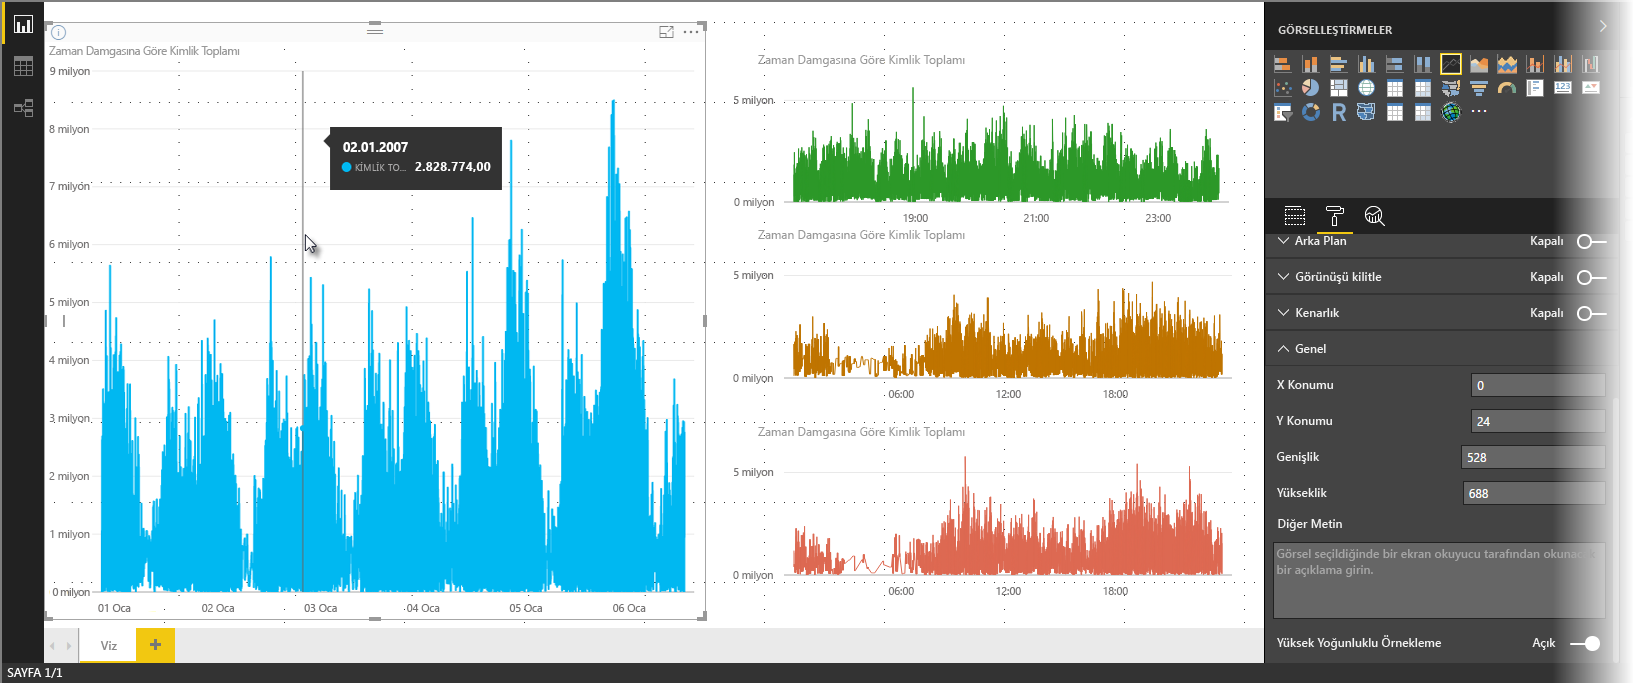 Zaman Damgasına Göre Kimlik Toplamı
9 milyon
8 milyon
7 milyon
6 milyon
5 milyon
4 milyon
3 milyon
2 milyon
1 milyon
0 milyon
01 Oca
02 Oca
03 Oca
04 Oca
05 Oca
06 Oca
02.01.2007
KİMLİK TO... 2.828.774,00
Zaman Damgasına Göre Kimlik Toplamı
5 milyon
0 milyon
19:00
21:00
23:00
Zaman Damgasına Göre Kimlik Toplamı
5 milyon
0 milyon
06:00
12:00
18:00
Zaman Damgasına Göre Kimlik Toplamı
5 milyon
0 milyon
06:00
12:00
18:00
GÖRSELLEŞTİRMELER
123
R
Arka Plan Kapalı
Görünüşü kilitle Kapalı
Kenarlık Kapalı
Genel
X Konumu 0
Y Konumu 24
Genişlik 528
Yükseklik 688
Diğer Metin
Görsel seçildiğinde bir ekran okuyucu tarafından okunacak
bir açıklama girin.
Yüksek Yoğunluklu Örnekleme Açık
Viz
SAYFA 1/1